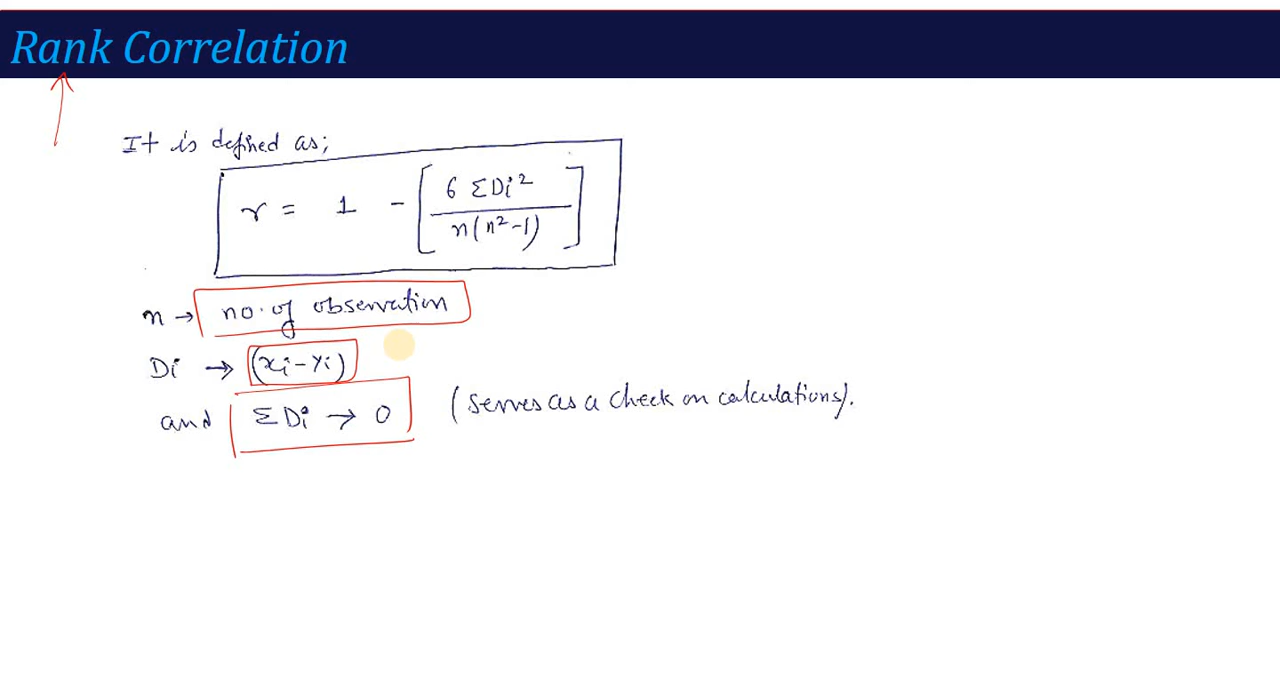 Rank Correlation
It is defined as;
r = 1 - [ 6 ΣDi² / n(n²-1) ]
n → no. of observation
Di → (xi - yi)
and ΣDi → 0 (serves as a check on calculations).